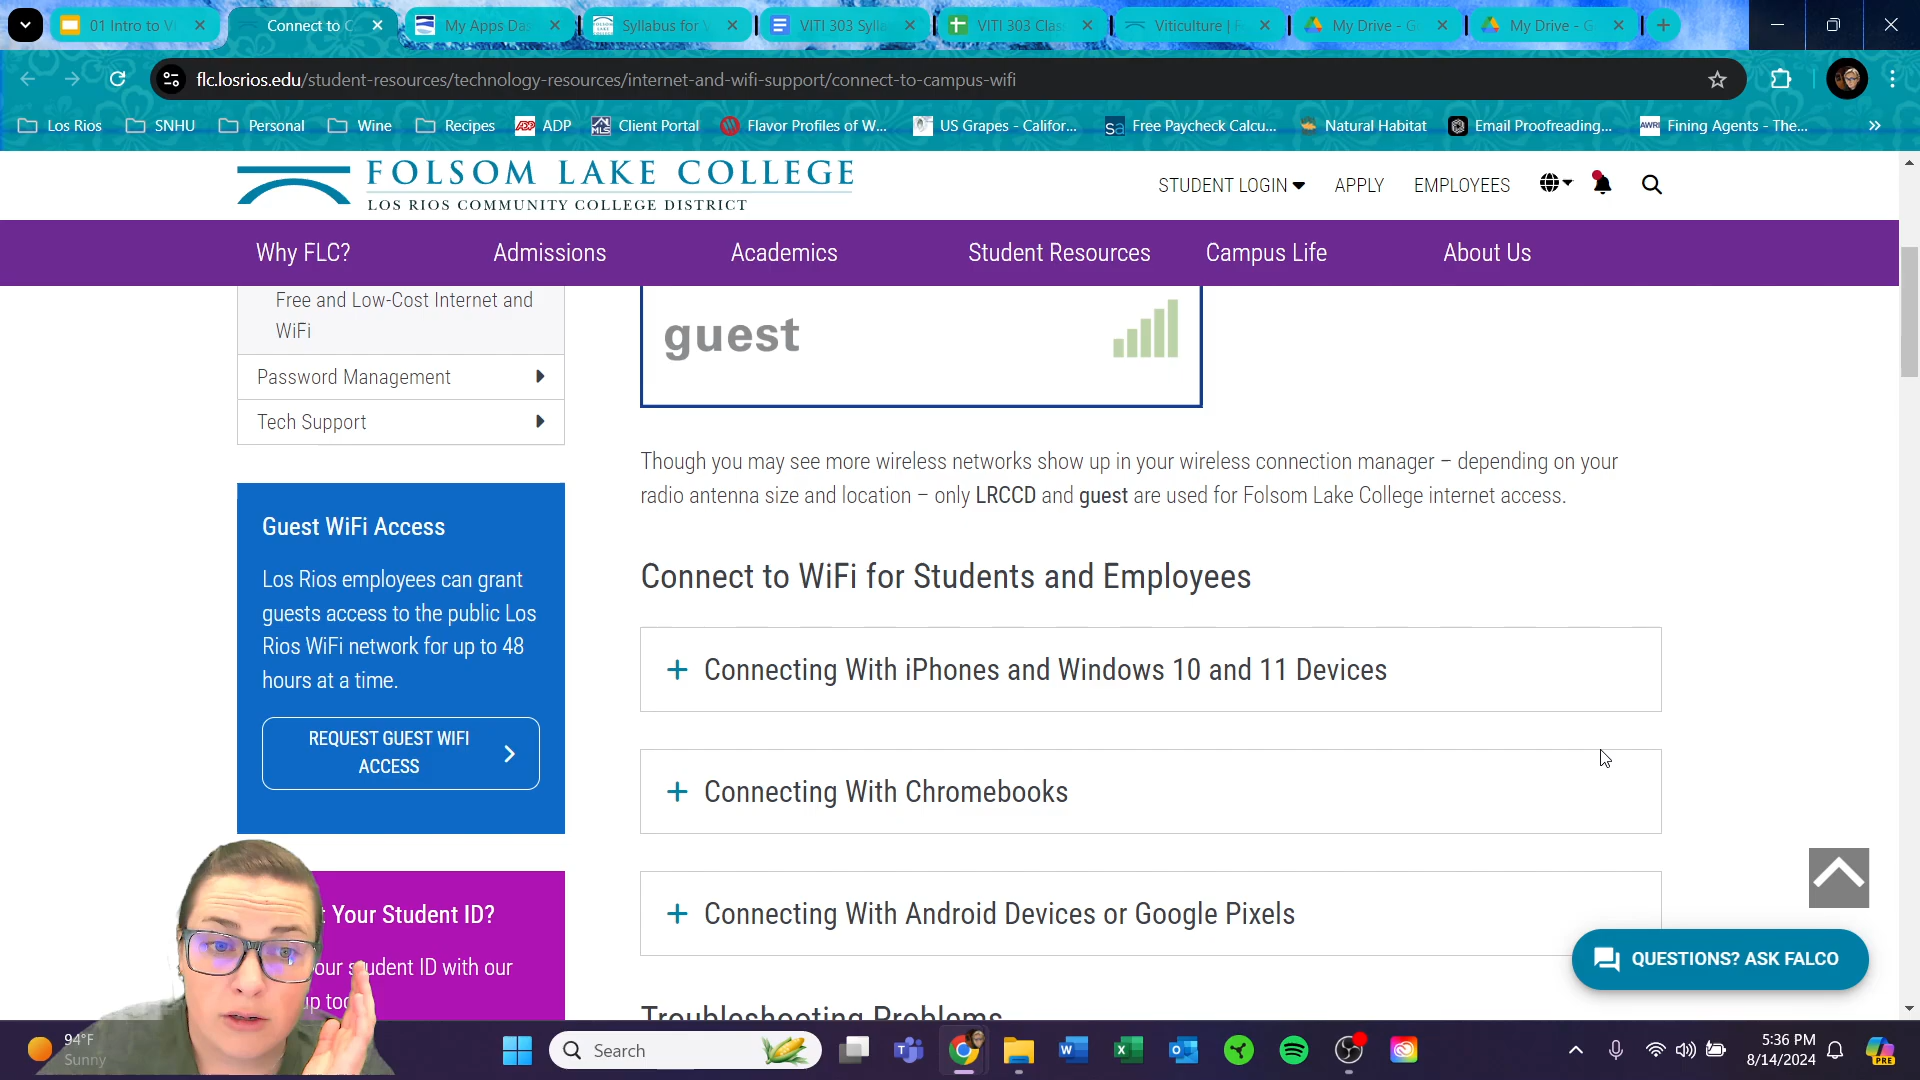 01 Intro to V
Connect to C
My Apps Das
Syllabus for V
VITI 303 Sylla
VITI 303 Clas
Viticulture | F
My Drive - G
My Drive - G
flc.losrios.edu/student-resources/technology-resources/internet-and-wifi-support/connect-to-campus-wifi
Los Rios
SNHU
Personal
Wine
Recipes
ADP
Client Portal
Flavor Profiles of W...
US Grapes - Califor...
Free Paycheck Calcu...
Natural Habitat
Email Proofreading...
Fining Agents - The...
FOLSOM LAKE COLLEGE
LOS RIOS COMMUNITY COLLEGE DISTRICT
STUDENT LOGIN
APPLY
EMPLOYEES
Why FLC?
Admissions
Academics
Student Resources
Campus Life
About Us
Free and Low-Cost Internet and
WiFi
Password Management
Tech Support
guest
Though you may see more wireless networks show up in your wireless connection manager – depending on your
radio antenna size and location – only LRCCD and guest are used for Folsom Lake College internet access.
Guest WiFi Access
Los Rios employees can grant
guests access to the public Los
Rios WiFi network for up to 48
hours at a time.
REQUEST GUEST WIFI
ACCESS
Connect to WiFi for Students and Employees
+ Connecting With iPhones and Windows 10 and 11 Devices
+ Connecting With Chromebooks
+ Connecting With Android Devices or Google Pixels
Your Student ID?
our student ID with our
Troubleshooting Problems
QUESTIONS? ASK FALCO
94°F
Sunny
Search
5:36 PM
8/14/2024